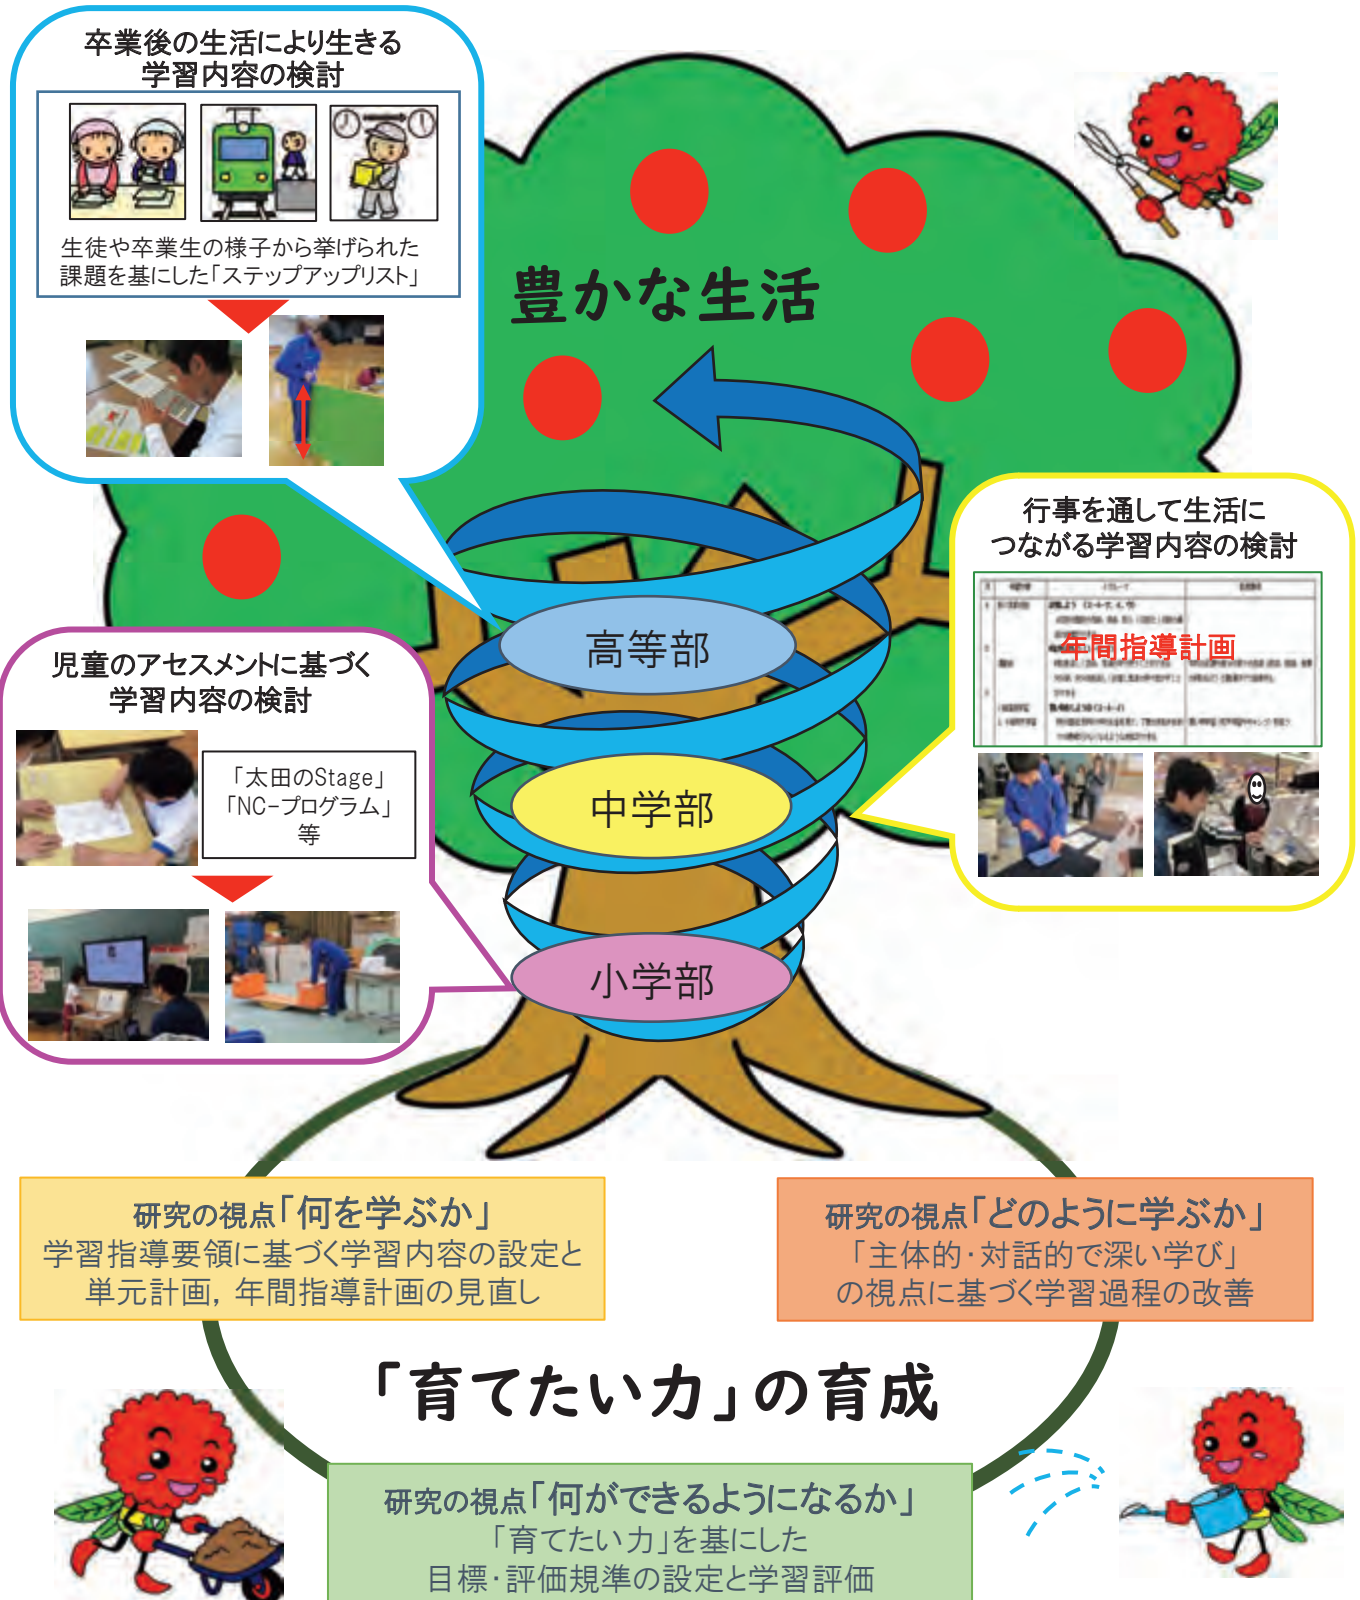 卒業後の生活により生きる
学習内容の検討
生徒や卒業生の様子から挙げられた
課題を基にした「ステップアップリスト」
豊かな生活
行事を通して生活に
つながる学習内容の検討
年間指導計画
高等部
児童のアセスメントに基づく
学習内容の検討
「太田のStage」
「NC-プログラム」
等
中学部
小学部
研究の視点「何を学ぶか」
学習指導要領に基づく学習内容の設定と
単元計画，年間指導計画の見直し
研究の視点「どのように学ぶか」
「主体的・対話的で深い学び」
の視点に基づく学習過程の改善
「育てたい力」の育成
研究の視点「何ができるようになるか」
「育てたい力」を基にした
目標・評価規準の設定と学習評価